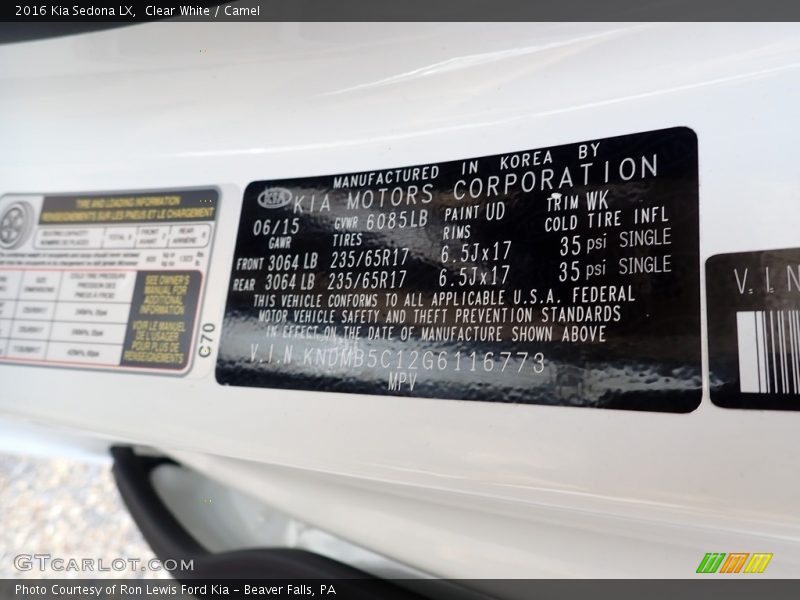 2016 Kia Sedona LX, Clear White / Camel
TIRE AND LOADING INFORMATION
RENSEIGNEMENTS SUR LES PNEUS ET LE CHARGEMENT
SEE OWNER'S
MANUAL FOR
ADDITIONAL
INFORMATION
VOIR LE MANUEL
DE L'USAGER
POUR PLUS DE
RENSEIGNEMENTS
C70
MANUFACTURED IN KOREA BY
KIA KIA MOTORS CORPORATION
06/15 GVWR 6085LB PAINT UD TRIM WK
GAWR TIRES RIMS COLD TIRE INFL
FRONT 3064 LB 235/65R17 6.5Jx17 35 psi SINGLE
REAR 3064 LB 235/65R17 6.5Jx17 35 psi SINGLE
THIS VEHICLE CONFORMS TO ALL APPLICABLE U.S.A. FEDERAL
MOTOR VEHICLE SAFETY AND THEFT PREVENTION STANDARDS
IN EFFECT ON THE DATE OF MANUFACTURE SHOWN ABOVE
V.I.N KNDMB5C12G6116773
MPV
V.I.N
GTCARLOT.COM
Photo Courtesy of Ron Lewis Ford Kia - Beaver Falls, PA